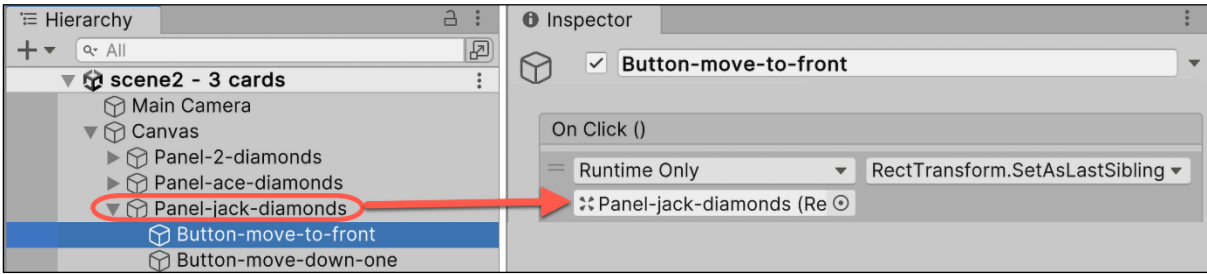 Hierarchy
All
scene2 - 3 cards
Main Camera
Canvas
Panel-2-diamonds
Panel-ace-diamonds
Panel-jack-diamonds
Button-move-to-front
Button-move-down-one
Inspector
Button-move-to-front
On Click ()
Runtime Only RectTransform.SetAsLastSibling
Panel-jack-diamonds (Re